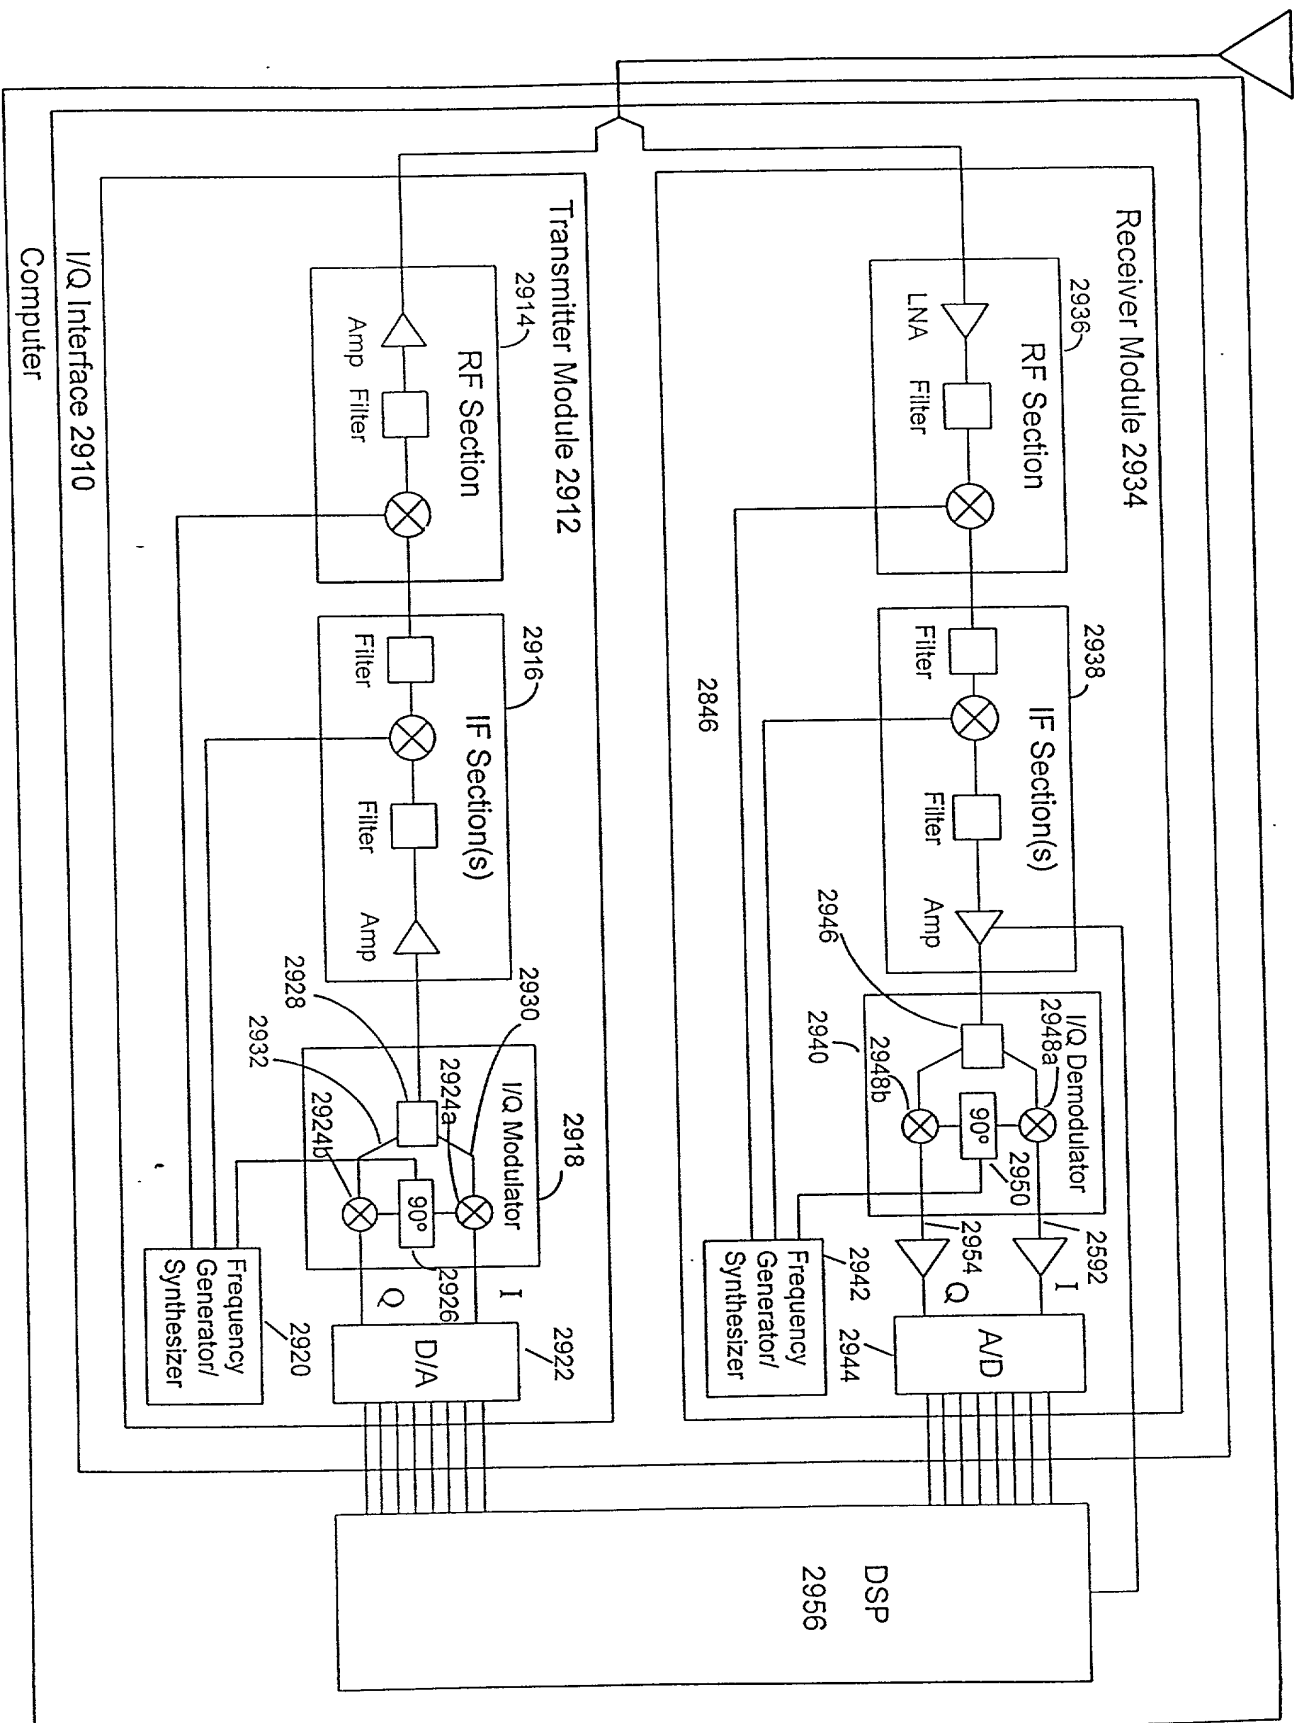 Receiver Module 2934
2936
RF Section
LNA
Filter
2938
IF Section(s)
Filter
Filter
Amp
2946
I/Q Demodulator
2948a
2948b
2940
90°
2950
2592
2954
I
Q
A/D
2944
2942
Frequency
Generator/
Synthesizer
2846
Transmitter Module 2912
2914
RF Section
Amp
Filter
2916
IF Section(s)
Filter
Filter
Amp
2930
2928
2932
I/Q Modulator
2918
2924a
2924b
90°
2926
I
Q
D/A
2922
2920
Frequency
Generator/
Synthesizer
DSP
2956
I/Q Interface 2910
Computer